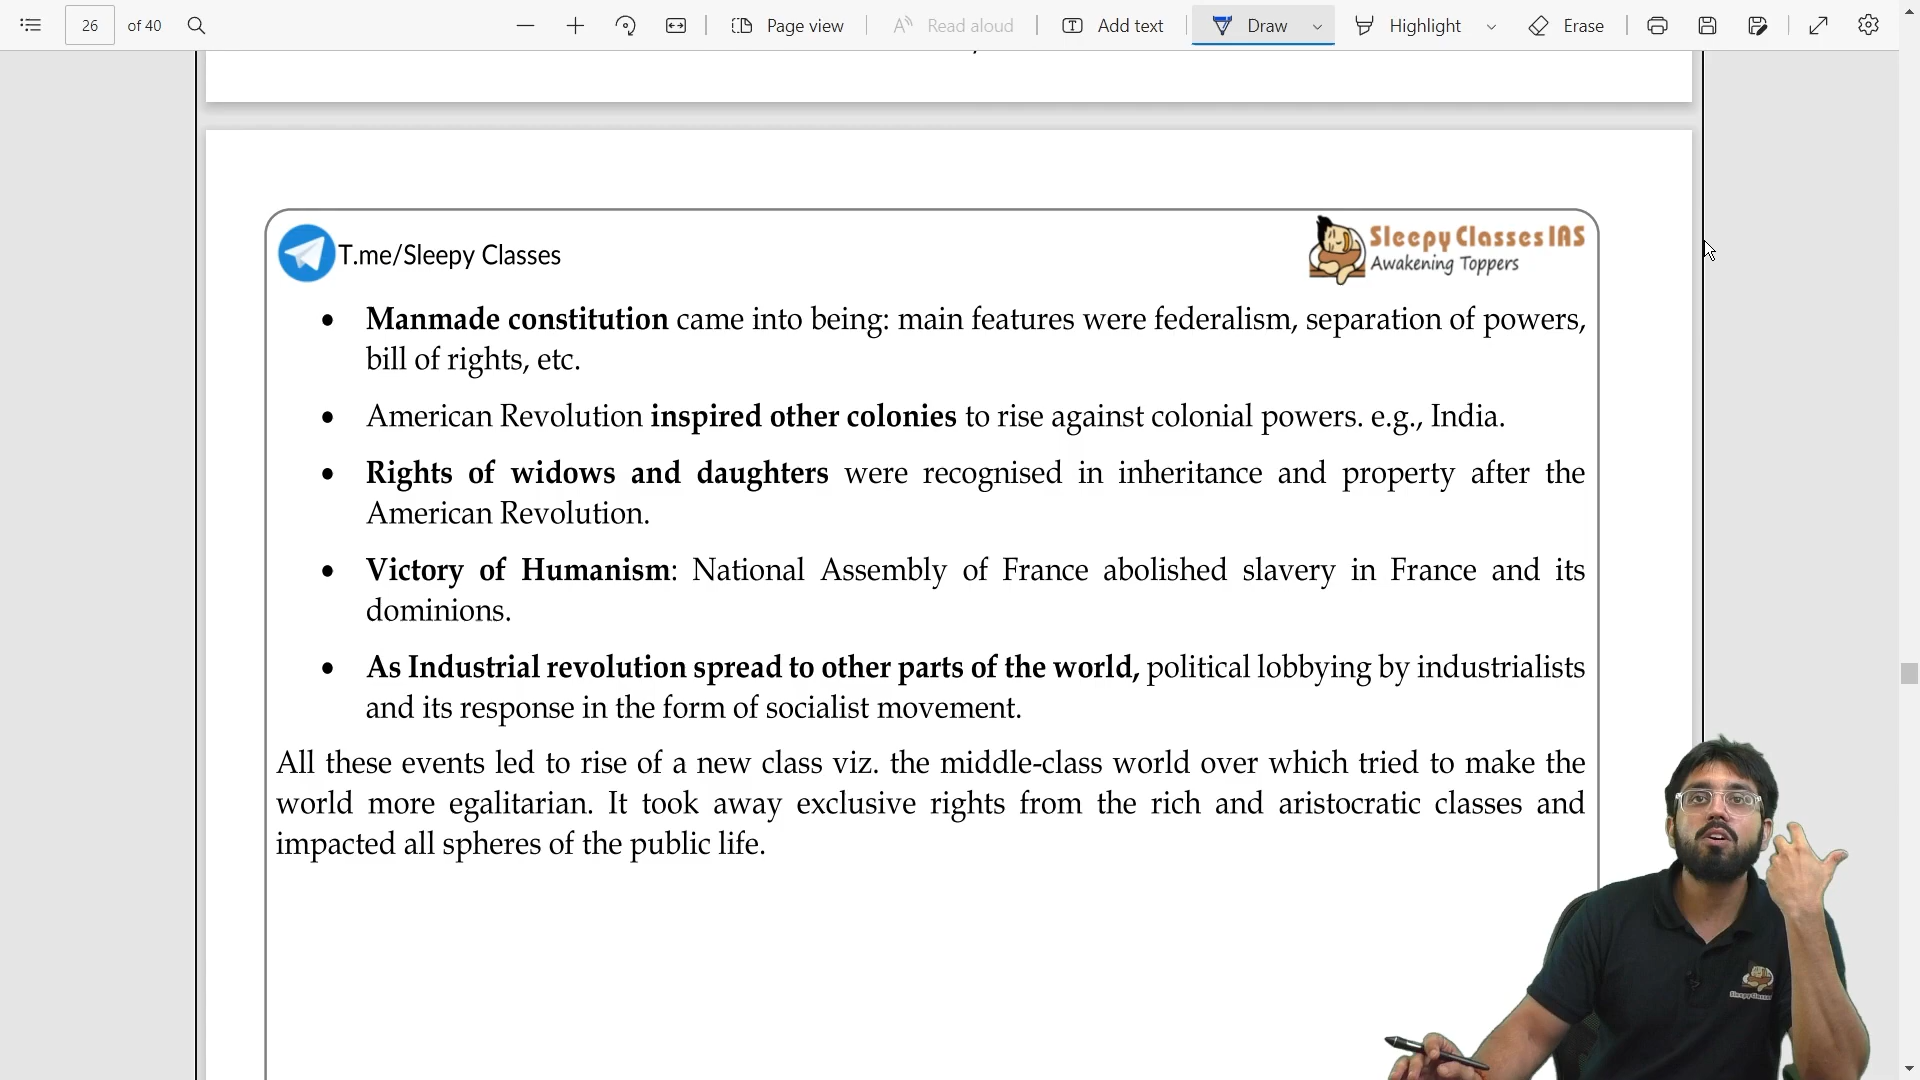 26 of 40 Page view Read aloud Add text Draw Highlight Erase
T.me/Sleepy Classes
Sleepy Classes IAS
Awakening Toppers
• Manmade constitution came into being: main features were federalism, separation of powers,
bill of rights, etc.
• American Revolution inspired other colonies to rise against colonial powers. e.g., India.
• Rights of widows and daughters were recognised in inheritance and property after the
American Revolution.
• Victory of Humanism: National Assembly of France abolished slavery in France and its
dominions.
• As Industrial revolution spread to other parts of the world, political lobbying by industrialists
and its response in the form of socialist movement.
All these events led to rise of a new class viz. the middle-class world over which tried to make the
world more egalitarian. It took away exclusive rights from the rich and aristocratic classes and
impacted all spheres of the public life.